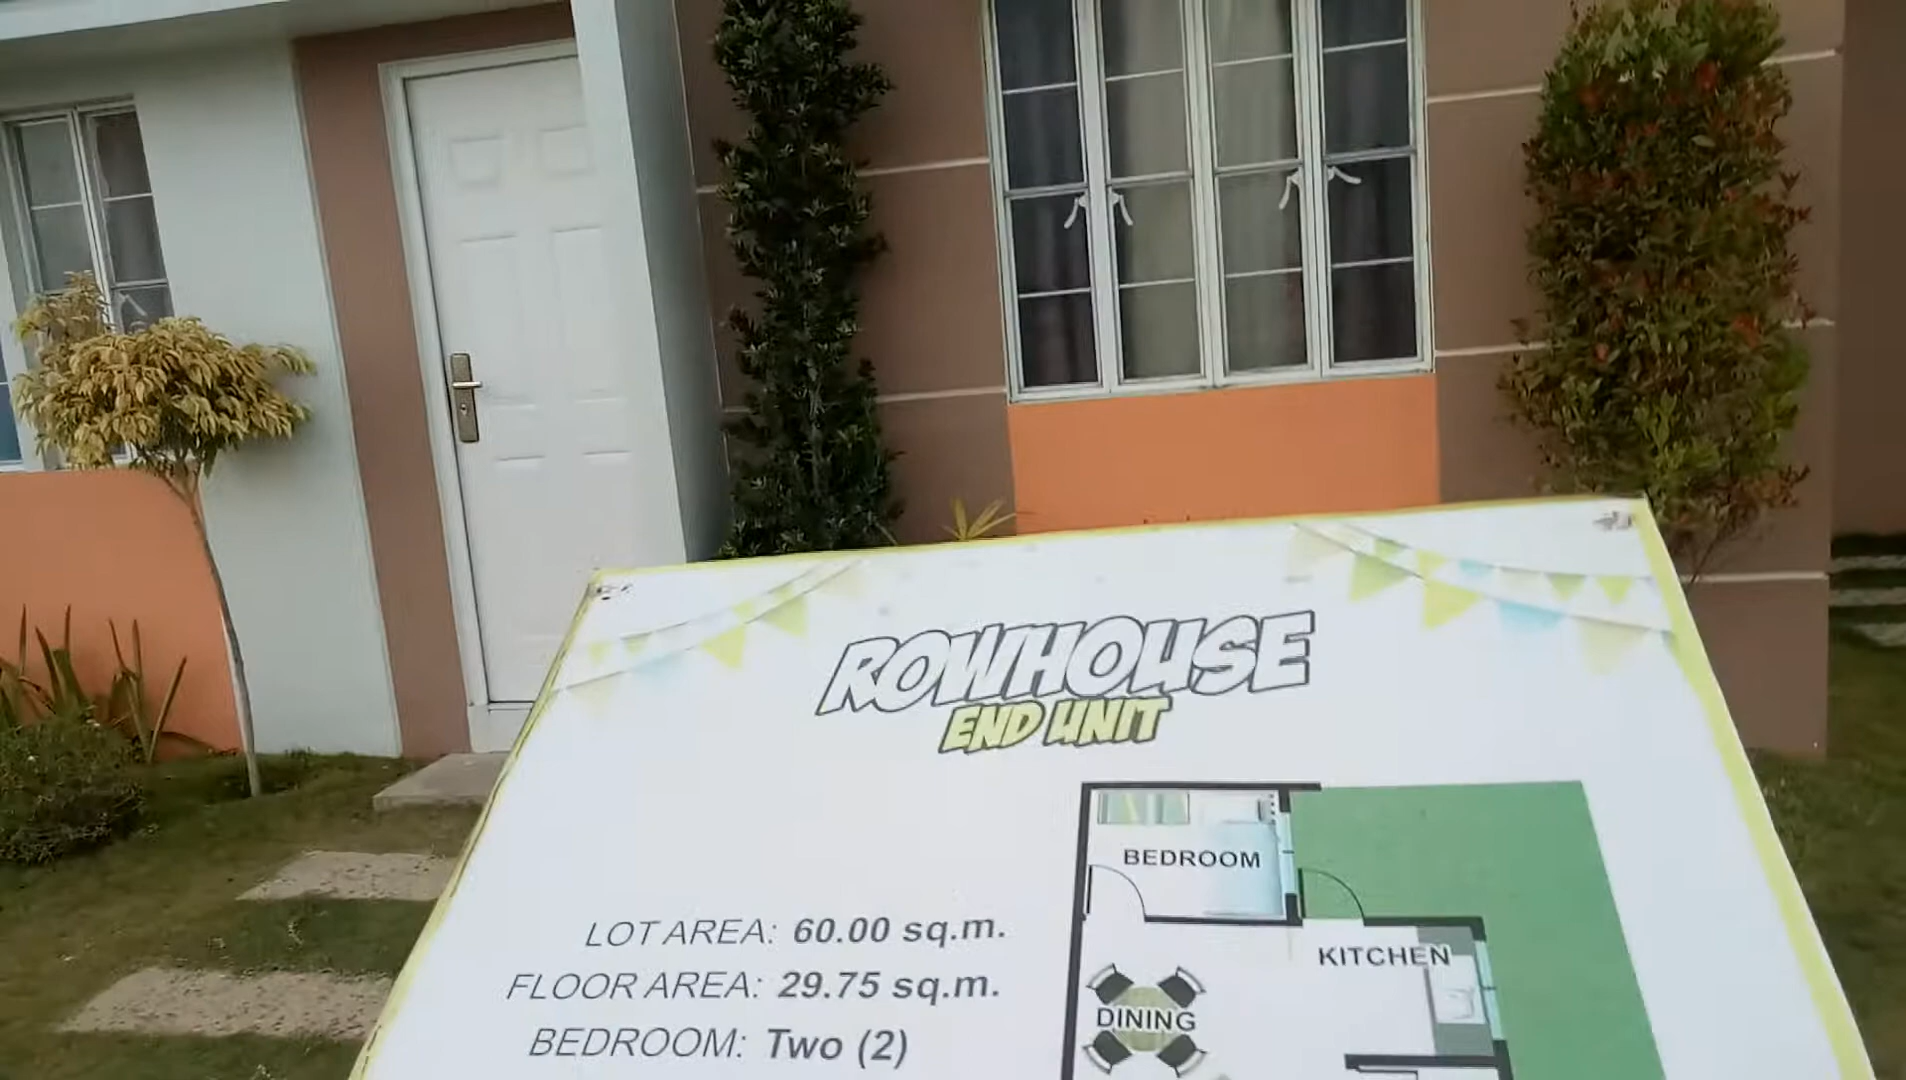 ROWHOUSE
END UNIT
LOT AREA: 60.00 sq.m.
FLOOR AREA: 29.75 sq.m.
BEDROOM: Two (2)
BEDROOM
KITCHEN
DINING